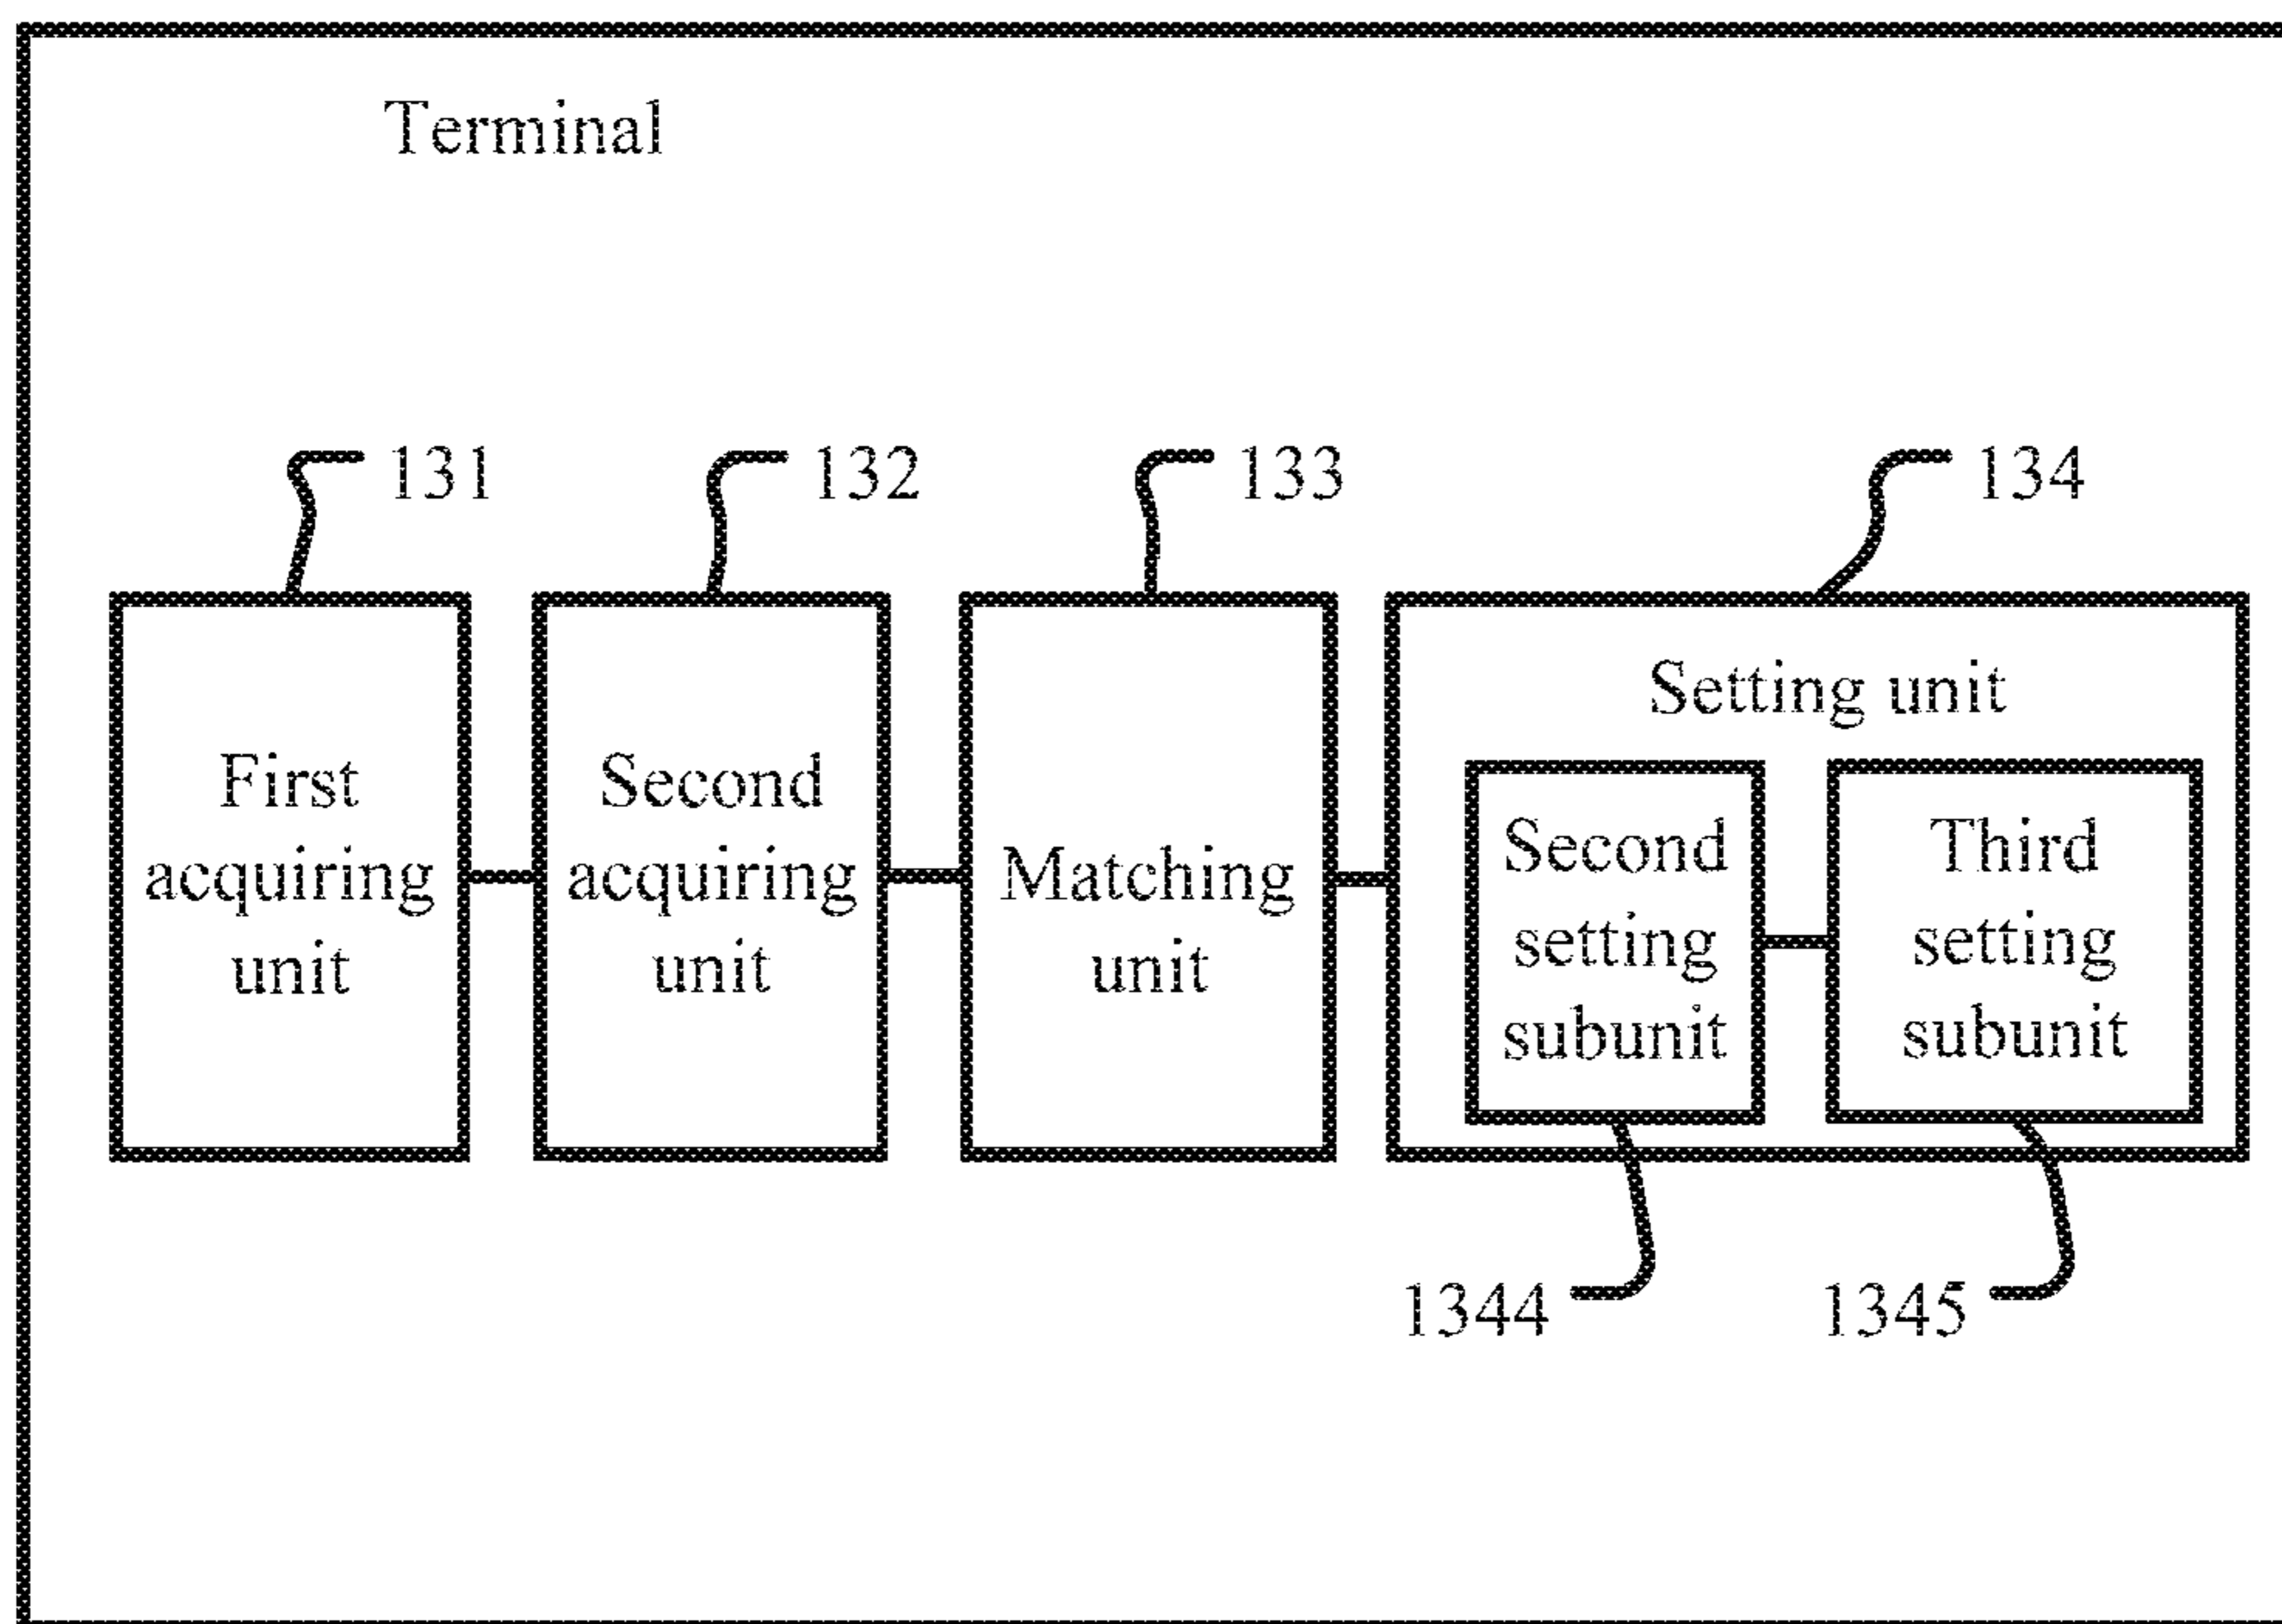 Terminal
131
132
133
134
First
acquiring
unit
Second
acquiring
unit
Matching
unit
Setting unit
Second
setting
subunit
Third
setting
subunit
1344
1345